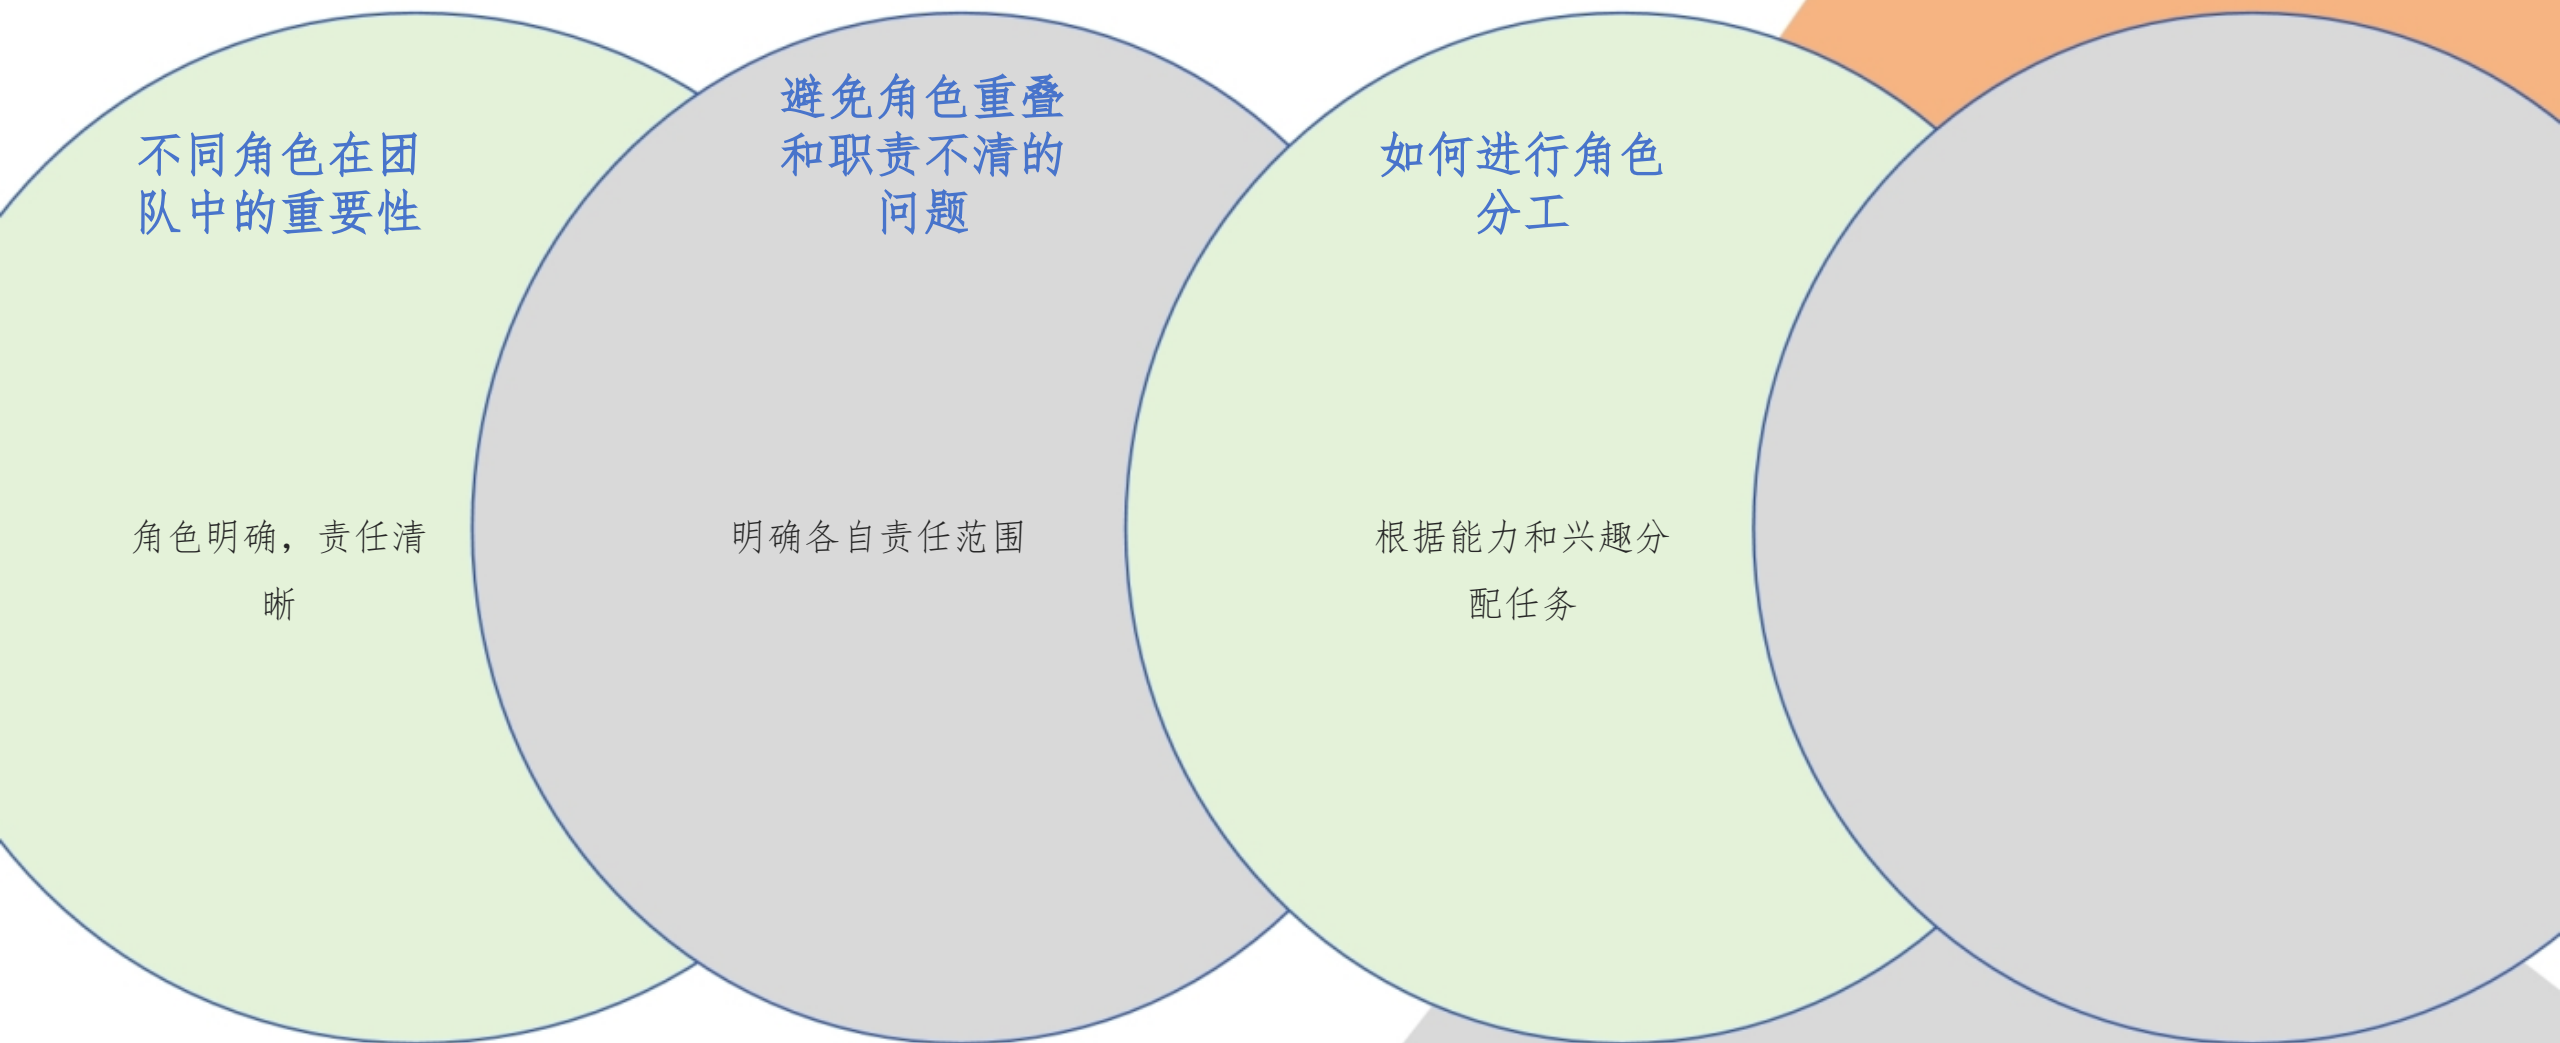 不同角色在团
队中的重要性
角色明确，责任清
晰
避免角色重叠
和职责不清的
问题
明确各自责任范围
如何进行角色
分工
根据能力和兴趣分
配任务